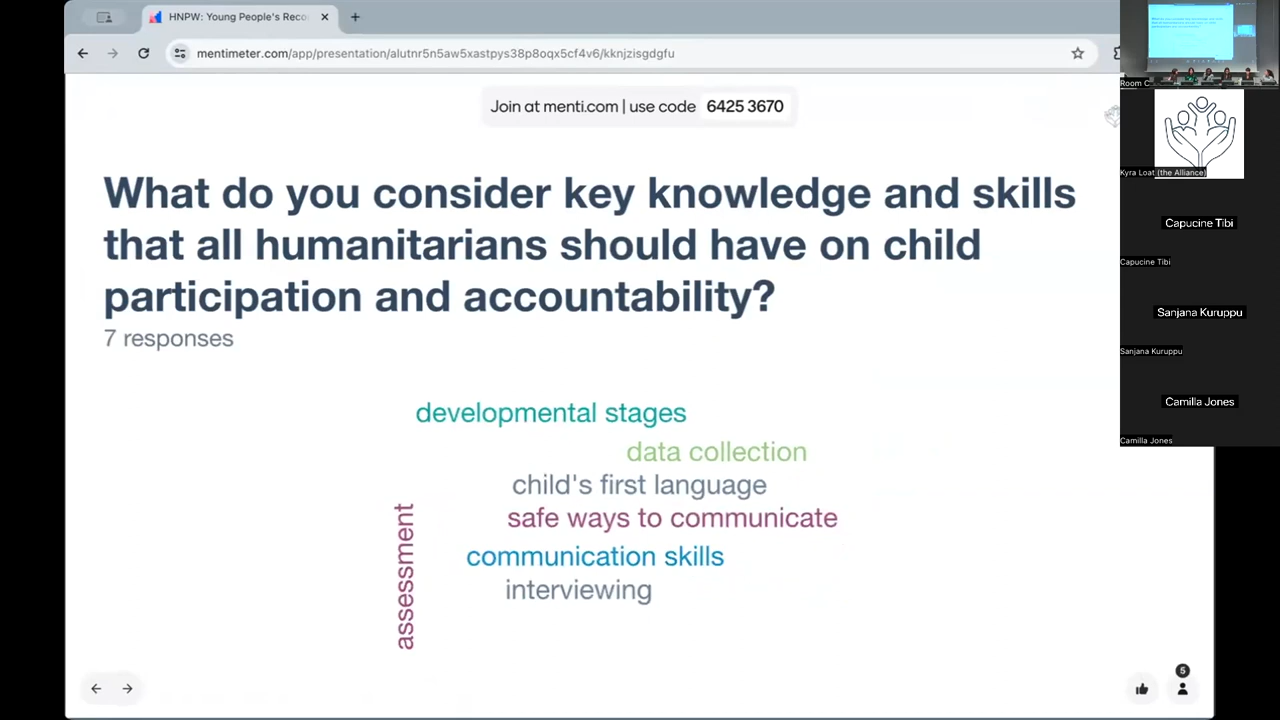 HNPW: Young People's Reco
mentimeter.com/app/presentation/alutnr5n5aw5xastpys38p8oqx5cf4v6/kknjzisgdgfu
Join at menti.com | use code 6425 3670
What do you consider key knowledge and skills
that all humanitarians should have on child
participation and accountability?
7 responses
developmental stages
data collection
child's first language
safe ways to communicate
communication skills
interviewing
assessment
5
Room C
Kyra Loat (the Alliance)
Capucine Tibi
Capucine Tibi
Sanjana Kuruppu
Sanjana Kuruppu
Camilla Jones
Camilla Jones